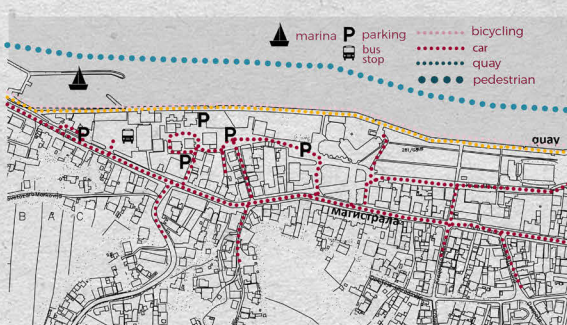 marina
P parking
bus
stop
bicycling
car
quay
pedestrian
P
P
P
P
P
quay
магистрала
B A C